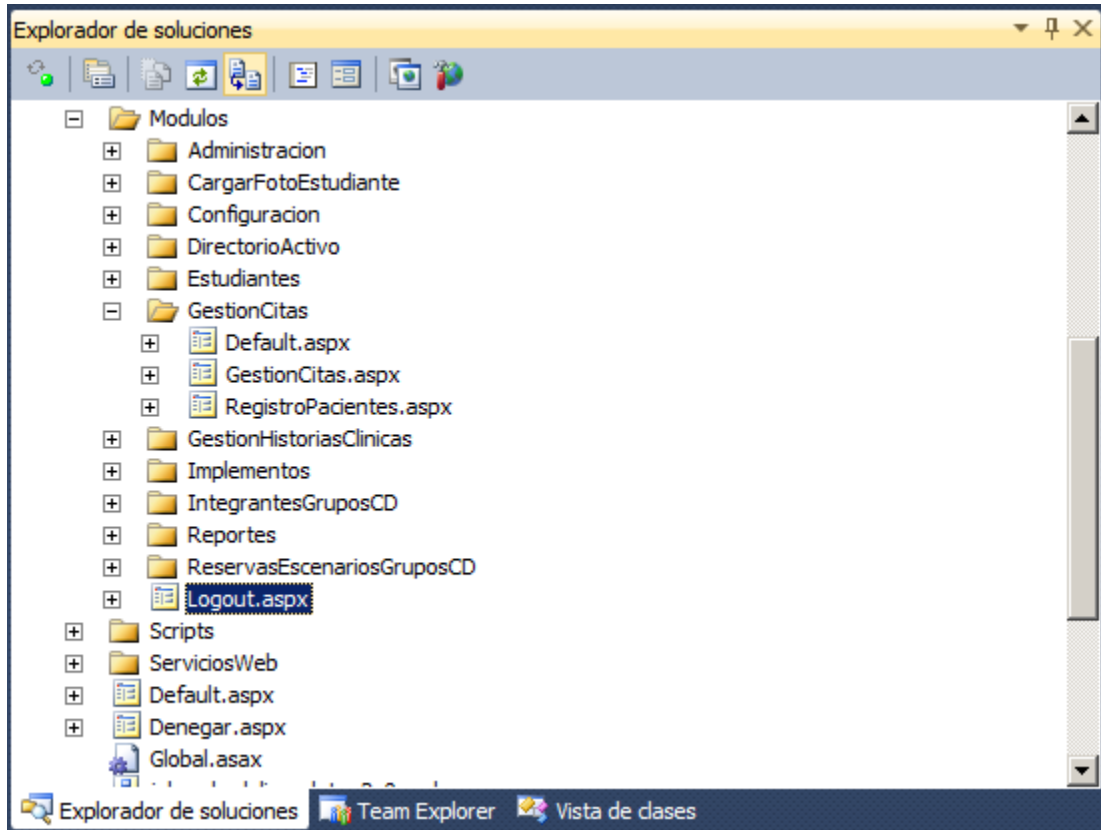 Explorador de soluciones
Modulos
Administracion
CargarFotoEstudiante
Configuracion
DirectorioActivo
Estudiantes
GestionCitas
Default.aspx
GestionCitas.aspx
RegistroPacientes.aspx
GestionHistoriasClinicas
Implementos
IntegrantesGruposCD
Reportes
ReservasEscenariosGruposCD
Logout.aspx
Scripts
ServiciosWeb
Default.aspx
Denegar.aspx
Global.asax
Explorador de soluciones Team Explorer Vista de clases